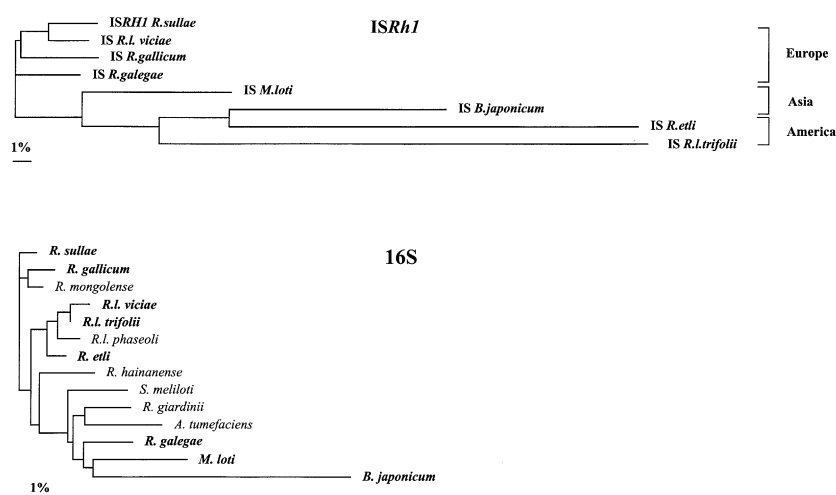 ISRh1
ISRH1 R.sullae
IS R.l. viciae
IS R.gallicum
IS R.galegae
IS M.loti
IS B.japonicum
IS R.etli
IS R.l.trifolii
Europe
Asia
America
1%
16S
R. sullae
R. gallicum
R. mongolense
R.l. viciae
R.l. trifolii
R.l. phaseoli
R. etli
R. hainanense
S. meliloti
R. giardinii
A. tumefaciens
R. galegae
M. loti
B. japonicum
1%